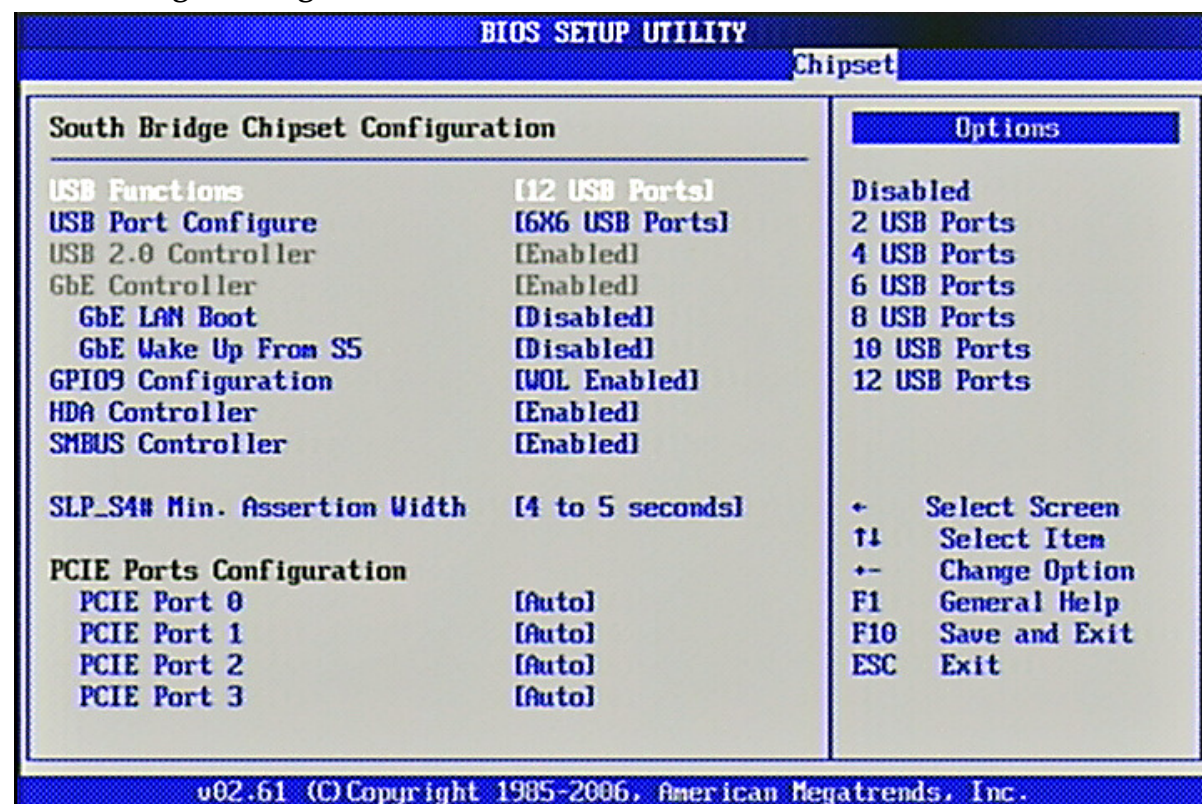 BIOS SETUP UTILITY
Chipset
South Bridge Chipset Configuration
USB Functions [12 USB Ports]
USB Port Configure [6X6 USB Ports]
USB 2.0 Controller [Enabled]
GbE Controller [Enabled]
GbE LAN Boot [Disabled]
GbE Wake Up From S5 [Disabled]
GPIO9 Configuration [WOL Enabled]
HDA Controller [Enabled]
SMBUS Controller [Enabled]
SLP_S4# Min. Assertion Width [4 to 5 seconds]
PCIE Ports Configuration
PCIE Port 0 [Auto]
PCIE Port 1 [Auto]
PCIE Port 2 [Auto]
PCIE Port 3 [Auto]
Options
Disabled
2 USB Ports
4 USB Ports
6 USB Ports
8 USB Ports
10 USB Ports
12 USB Ports
← Select Screen
↑↓ Select Item
+- Change Option
F1 General Help
F10 Save and Exit
ESC Exit
v02.61 (C)Copyright 1985-2006, American Megatrends, Inc.